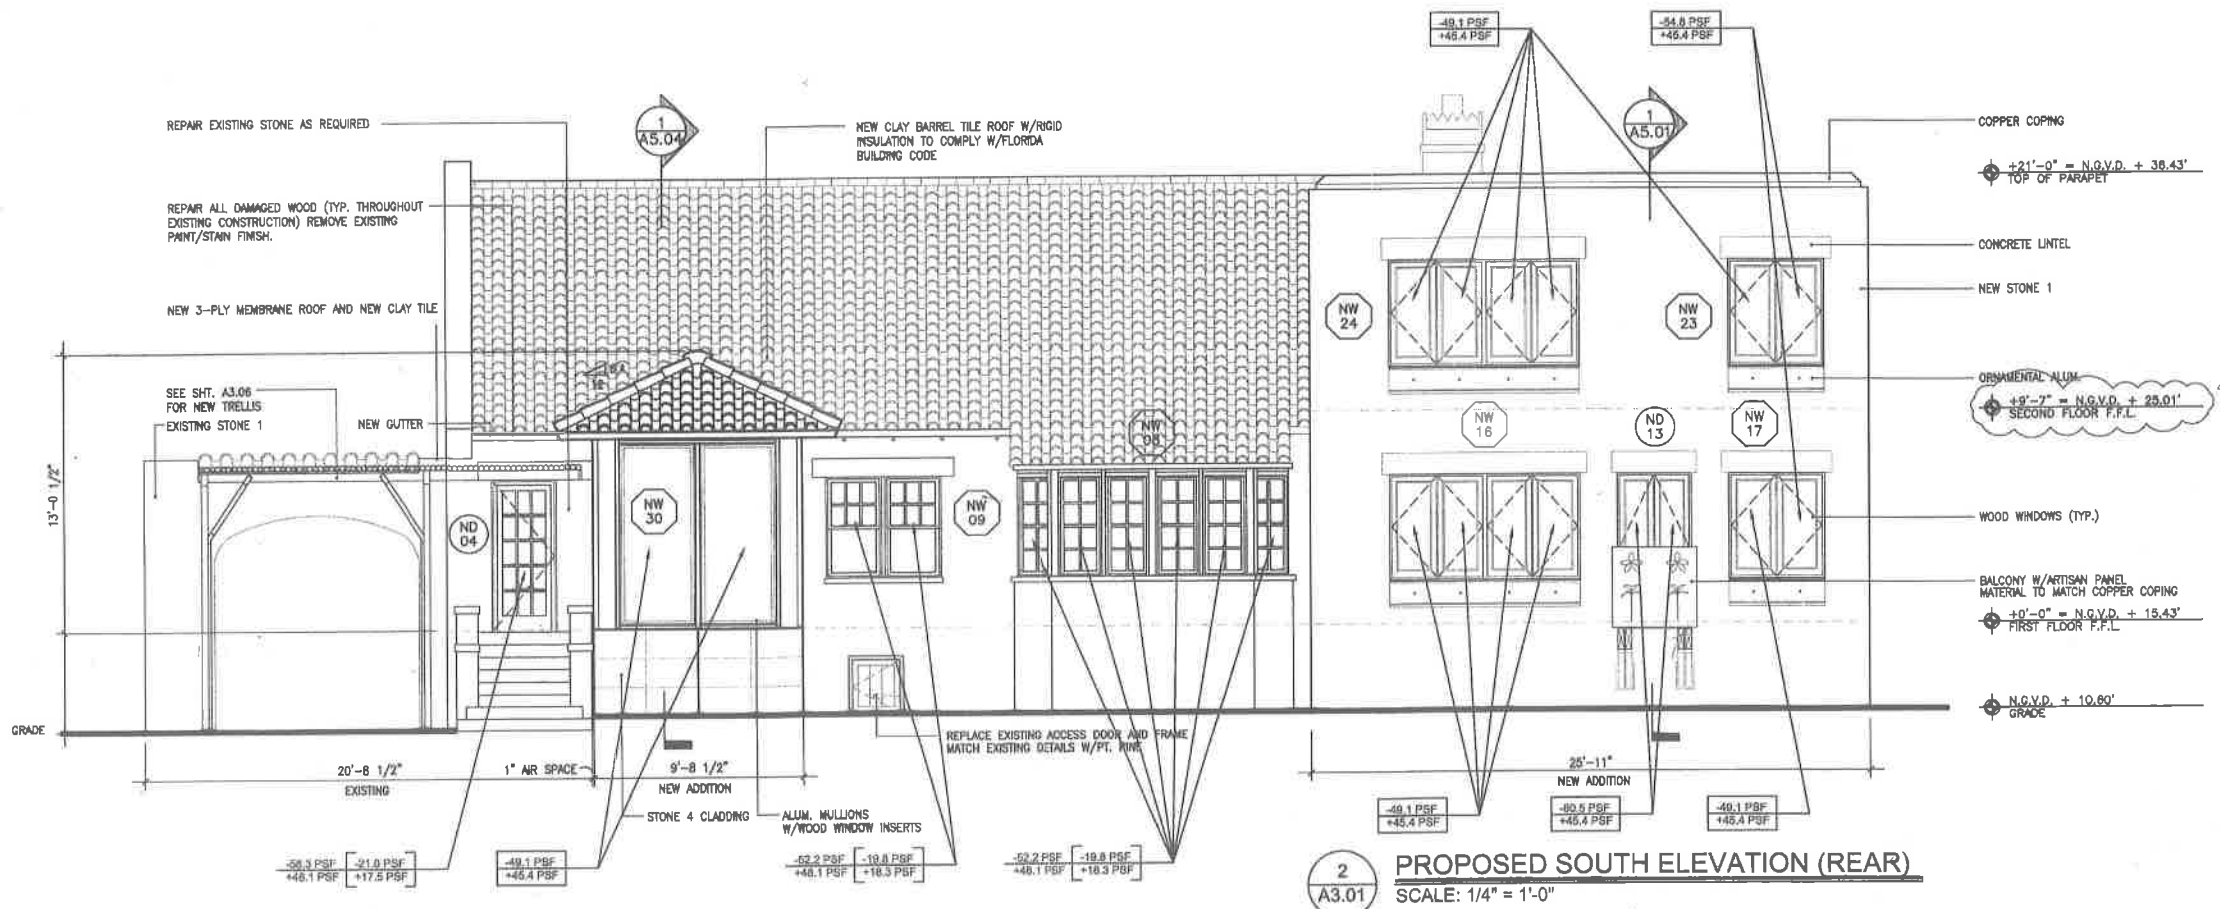 -49.1 PSF
+45.4 PSF
-54.8 PSF
+45.4 PSF
REPAIR EXISTING STONE AS REQUIRED
1
A5.04
NEW CLAY BARREL TILE ROOF W/RIGID
INSULATION TO COMPLY W/FLORIDA
BUILDING CODE
1
A5.01
COPPER COPING
+21'-0" = N.G.V.D. + 36.43'
TOP OF PARAPET
REPAIR ALL DAMAGED WOOD (TYP. THROUGHOUT
EXISTING CONSTRUCTION) REMOVE EXISTING
PAINT/STAIN FINISH.
CONCRETE LINTEL
NEW STONE 1
NEW 3-PLY MEMBRANE ROOF AND NEW CLAY TILE
NW
24
NW
23
12
SEE SHT. A3.06
FOR NEW TRELLIS
EXISTING STONE 1
NEW GUTTER
ORNAMENTAL ALUM.
+9'-7" = N.G.V.D. + 25.01'
SECOND FLOOR F.F.L.
NW
08
NW
16
ND
13
NW
17
13'-0 1/2"
NW
30
NW
09
ND
04
WOOD WINDOWS (TYP.)
BALCONY W/ARTISAN PANEL
MATERIAL TO MATCH COPPER COPING
+0'-0" = N.G.V.D. + 15.43'
FIRST FLOOR F.F.L.
N.G.V.D. + 10.60'
GRADE
GRADE
REPLACE EXISTING ACCESS DOOR AND FRAME
MATCH EXISTING DETAILS W/PT. PINE
20'-8 1/2"
EXISTING
1" AIR SPACE
9'-8 1/2"
NEW ADDITION
25'-11"
NEW ADDITION
STONE 4 CLADDING
ALUM. MULLIONS
W/WOOD WINDOW INSERTS
-49.1 PSF
+45.4 PSF
-60.5 PSF
+45.4 PSF
-49.1 PSF
+45.4 PSF
-58.3 PSF
+48.1 PSF
-21.0 PSF
+17.5 PSF
-49.1 PSF
+45.4 PSF
-52.2 PSF
+48.1 PSF
-19.8 PSF
+18.3 PSF
-52.2 PSF
+48.1 PSF
-19.8 PSF
+18.3 PSF
2
A3.01
PROPOSED SOUTH ELEVATION (REAR)
SCALE: 1/4" = 1'-0"